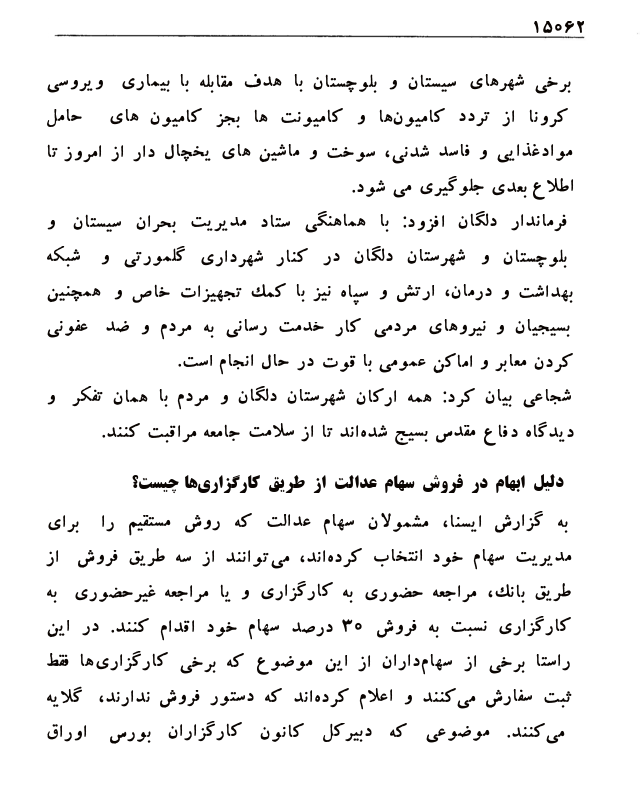 ۱۵۰۶۲
برخی شهرهای سیستان و بلوچستان با هدف مقابله با بیماری ویروسی
کرونا از تردد کامیون‌ها و کامیونت ها بجز کامیون های حامل
موادغذایی و فاسد شدنی، سوخت و ماشین های یخچال دار از امروز تا
اطلاع بعدی جلوگیری می شود.
فرماندار دلگان افزود: با هماهنگی ستاد مدیریت بحران سیستان و
بلوچستان و شهرستان دلگان در کنار شهرداری گلمورتی و شبکه
بهداشت و درمان، ارتش و سپاه نیز با کمك تجهیزات خاص و همچنین
بسیجیان و نیروهای مردمی کار خدمت رسانی به مردم و ضد عفونی
کردن معابر و اماکن عمومی با قوت در حال انجام است.
شجاعی بیان کرد: همه ارکان شهرستان دلگان و مردم با همان تفکر و
دیدگاه دفاع مقدس بسیج شده‌اند تا از سلامت جامعه مراقبت کنند.
دلیل ابهام در فروش سهام عدالت از طریق کارگزاری‌ها چیست؟
به گزارش ایسنا، مشمولان سهام عدالت که روش مستقیم را برای
مدیریت سهام خود انتخاب کرده‌اند، می‌توانند از سه طریق فروش از
طریق بانك، مراجعه حضوری به کارگزاری و یا مراجعه غیرحضوری به
کارگزاری نسبت به فروش ۳۰ درصد سهام خود اقدام کنند. در این
راستا برخی از سهام‌داران از این موضوع که برخی کارگزاری‌ها فقط
ثبت سفارش می‌کنند و اعلام کرده‌اند که دستور فروش ندارند، گلایه
می‌کنند. موضوعی که دبیرکل کانون کارگزاران بورس اوراق